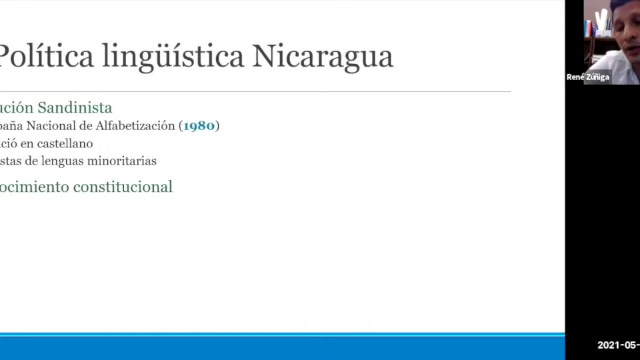 Política lingüística Nicaragua
ución Sandinista
paña Nacional de Alfabetización (1980)
ció en castellano
stas de lenguas minoritarias
ocimiento constitucional
René Zúñiga
2021-05-